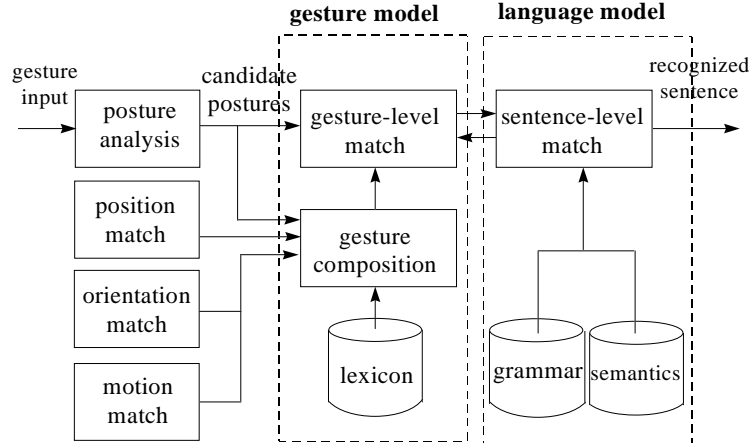 gesture model
language model
gesture
input
candidate
postures
recognized
sentence
posture
analysis
gesture-level
match
sentence-level
match
position
match
gesture
composition
orientation
match
motion
match
lexicon
grammar
semantics